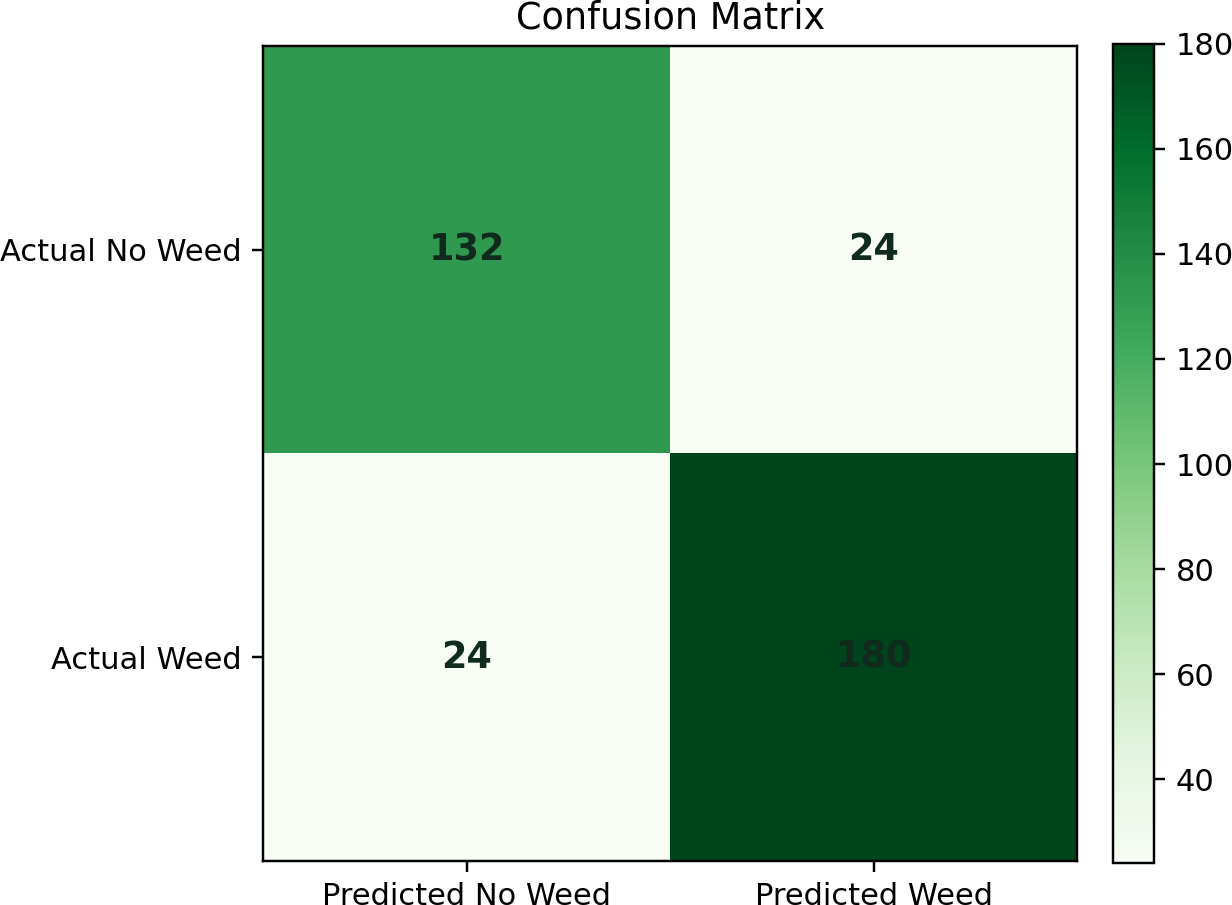 Confusion Matrix
Actual No Weed
132
24
Actual Weed
24
180
Predicted No Weed
Predicted Weed
180
160
140
120
100
80
60
40